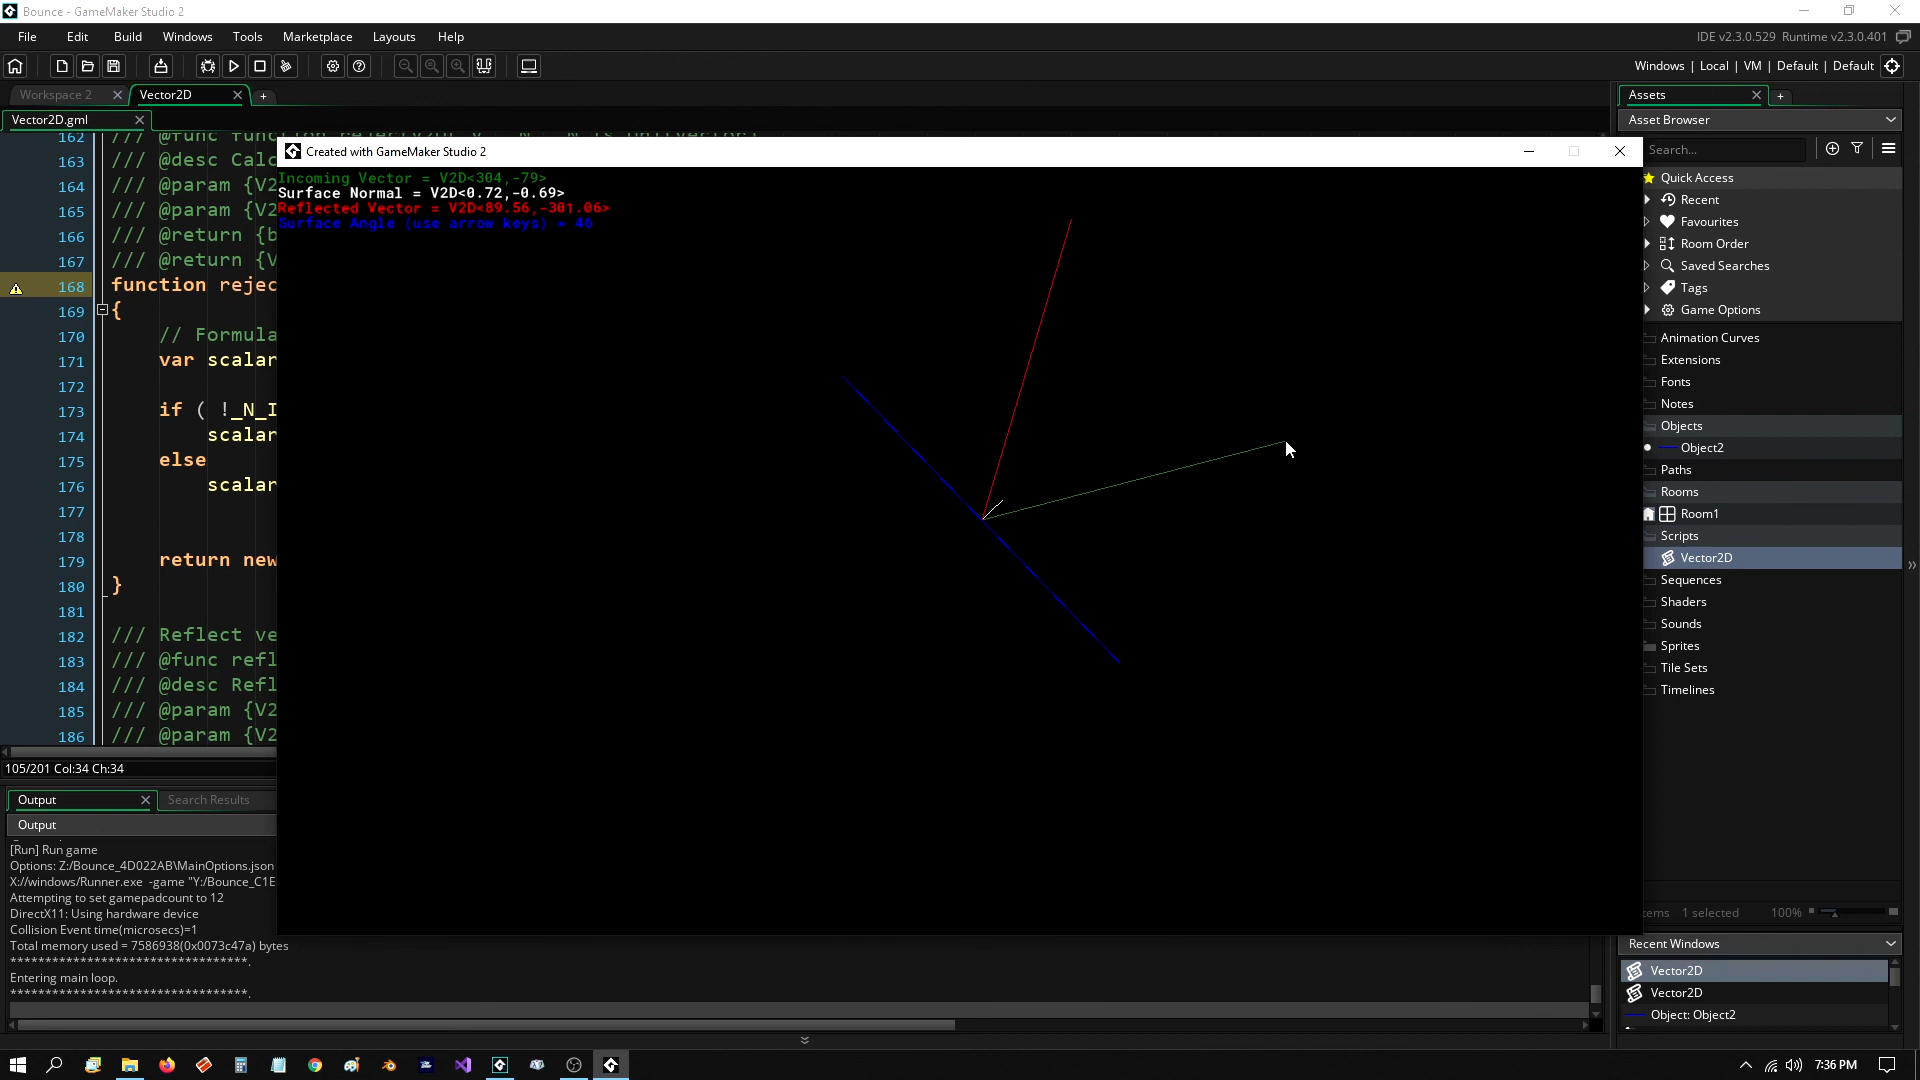 Bounce - GameMaker Studio 2
File Edit Build Windows Tools Marketplace Layouts Help
IDE v2.3.0.529 Runtime v2.3.0.401
Windows | Local | VM | Default | Default
Workspace 2
Vector2D
Vector2D.gml
162
163 /// @desc Calc
164 /// @param {V2
165 /// @param {V2
166 /// @return {b
167 /// @return {V
168 function rejec
169 {
170 // Formula
171 var scalar
172
173 if ( !_N_I
174 scalar
175 else
176 scalar
177
178
179 return new
180 }
181
182 /// Reflect ve
183 /// @func refl
184 /// @desc Refl
185 /// @param {V2
186 /// @param {V2
105/201 Col:34 Ch:34
Created with GameMaker Studio 2
Incoming Vector = V2D<304,-79>
Surface Normal = V2D<0.72,-0.69>
Reflected Vector = V2D<89.56,-301.06>
Surface Angle (use arrow keys) = 46
Output
Search Results
Output
[Run] Run game
Options: Z:/Bounce_4D022AB\MainOptions.json
X://windows/Runner.exe -game "Y:/Bounce_C1E
Attempting to set gamepadcount to 12
DirectX11: Using hardware device
Collision Event time(microsecs)=1
Total memory used = 7586938(0x0073c47a) bytes
*********************************.
Entering main loop.
*********************************.
Assets
Asset Browser
Search...
Quick Access
Recent
Favourites
Room Order
Saved Searches
Tags
Game Options
Animation Curves
Extensions
Fonts
Notes
Objects
Object2
Paths
Rooms
Room1
Scripts
Vector2D
Sequences
Shaders
Sounds
Sprites
Tile Sets
Timelines
1 selected 100%
Recent Windows
Vector2D
Vector2D
Object: Object2
7:36 PM